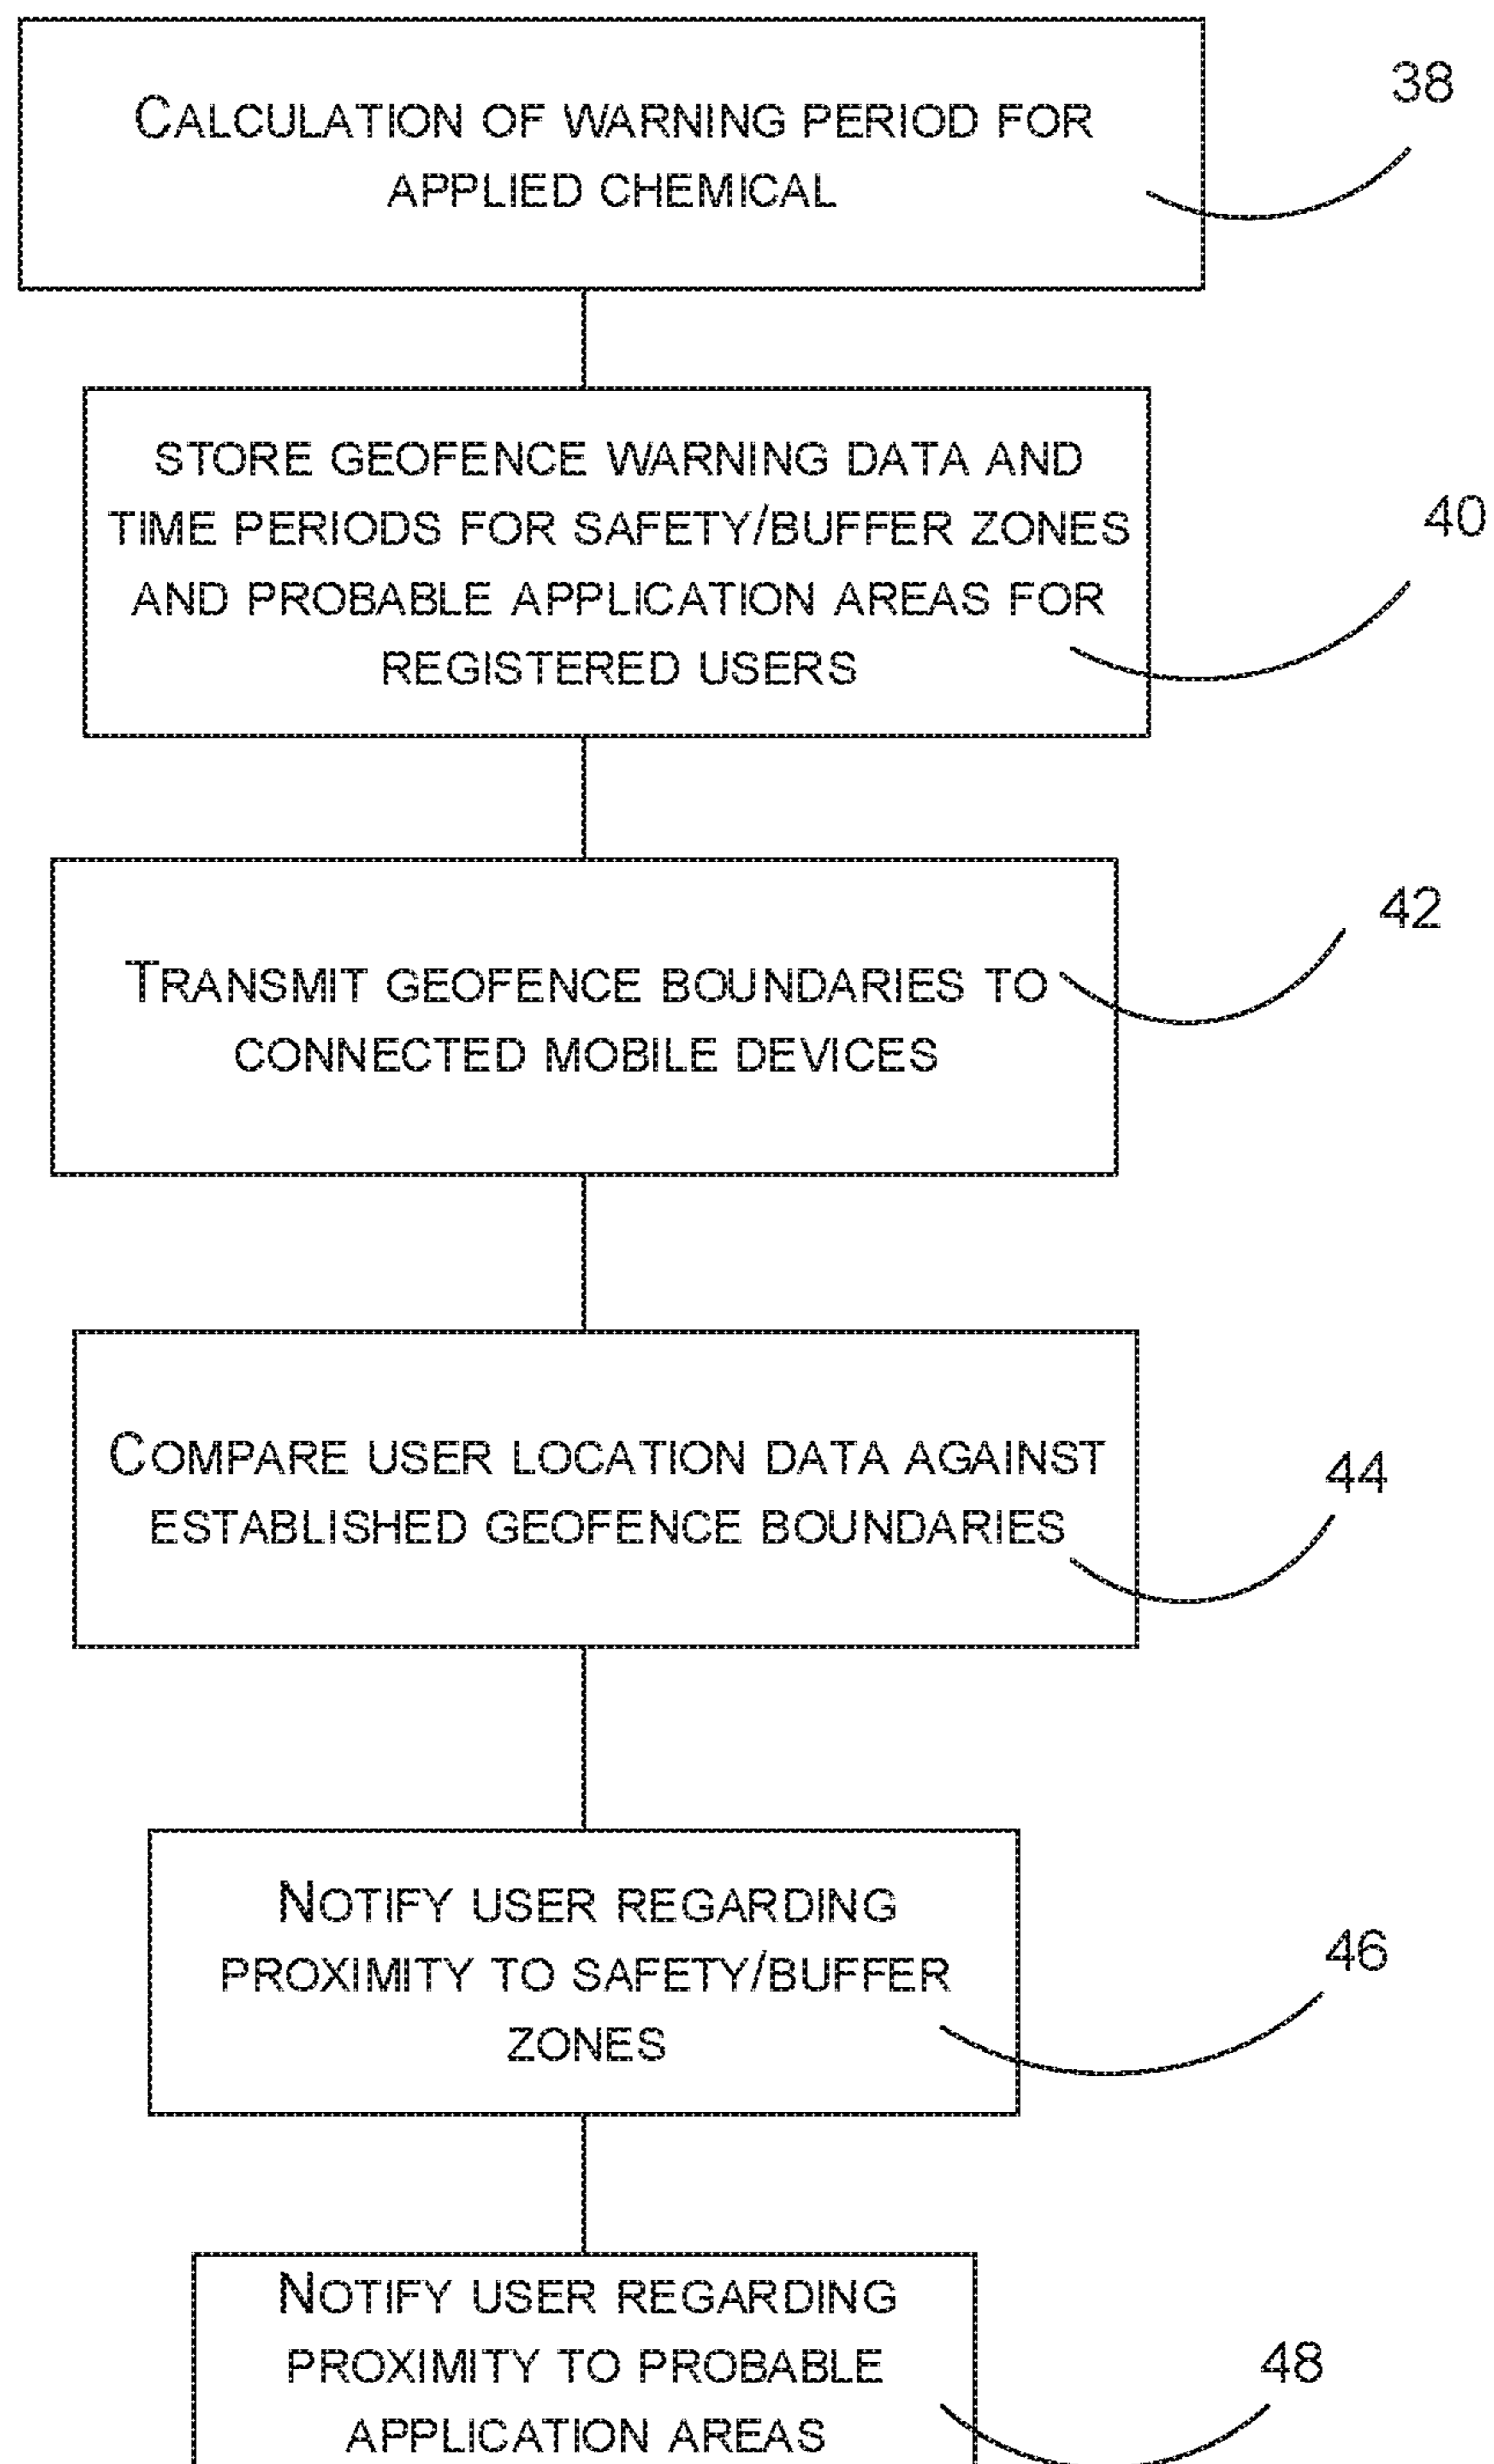 CALCULATION OF WARNING PERIOD FOR
APPLIED CHEMICAL
38
STORE GEOFENCE WARNING DATA AND
TIME PERIODS FOR SAFETY/BUFFER ZONES
AND PROBABLE APPLICATION AREAS FOR
REGISTERED USERS
40
TRANSMIT GEOFENCE BOUNDARIES TO
CONNECTED MOBILE DEVICES
42
COMPARE USER LOCATION DATA AGAINST
ESTABLISHED GEOFENCE BOUNDARIES
44
NOTIFY USER REGARDING
PROXIMITY TO SAFETY/BUFFER
ZONES
46
NOTIFY USER REGARDING
PROXIMITY TO PROBABLE
APPLICATION AREAS
48